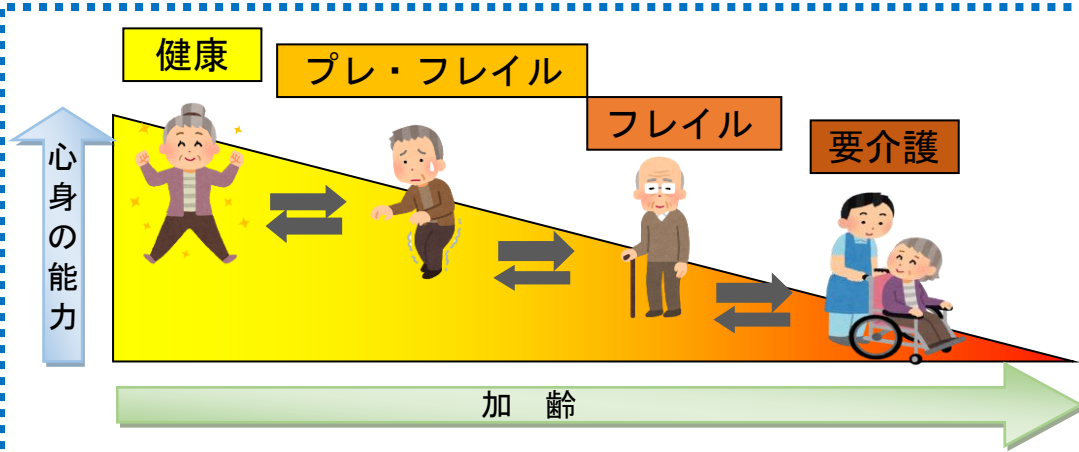 健康
プレ・フレイル
フレイル
要介護
心身の能力
加 齢